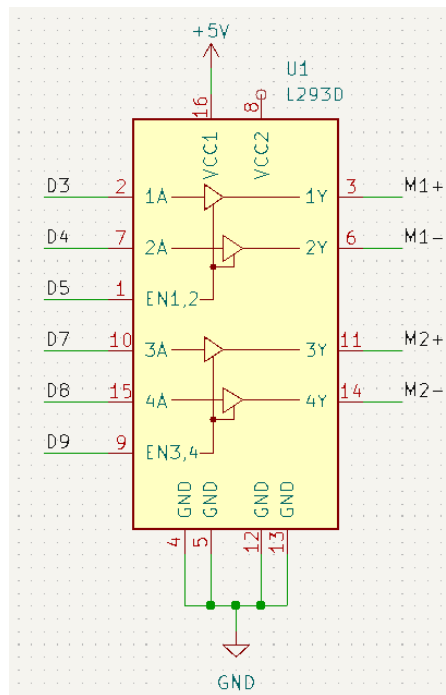 +5V
U1
L293D
16
8
VCC1
VCC2
D3 2 1A 1Y 3 M1+
D4 7 2A 2Y 6 M1-
D5 1 EN1,2
D7 10 3A 3Y 11 M2+
D8 15 4A 4Y 14 M2-
D9 9 EN3,4
GND GND GND GND
4 5 12 13
GND